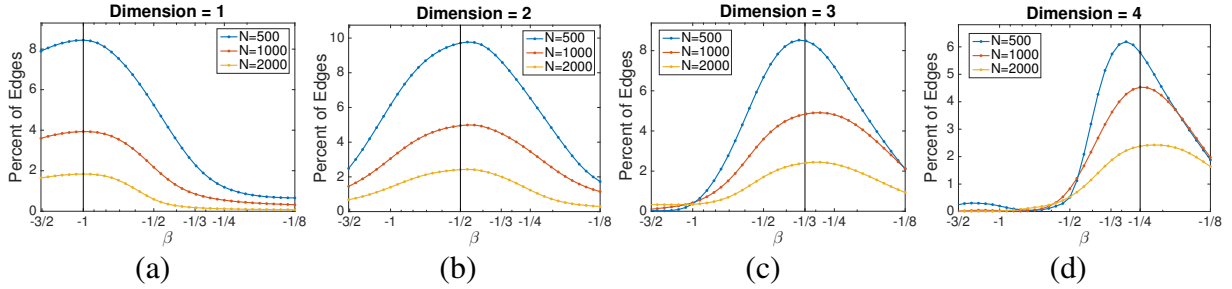 Dimension = 1
Percent of Edges
8
6
4
2
0
N=500
N=1000
N=2000
-3/2 -1 -1/2 -1/3 -1/4 -1/8
β
(a)
Dimension = 2
Percent of Edges
10
8
6
4
2
0
N=500
N=1000
N=2000
-3/2 -1 -1/2 -1/3 -1/4 -1/8
β
(b)
Dimension = 3
Percent of Edges
8
6
4
2
0
N=500
N=1000
N=2000
-3/2 -1 -1/2 -1/3 -1/4 -1/8
β
(c)
Dimension = 4
Percent of Edges
6
5
4
3
2
1
0
N=500
N=1000
N=2000
-3/2 -1 -1/2 -1/3 -1/4 -1/8
β
(d)